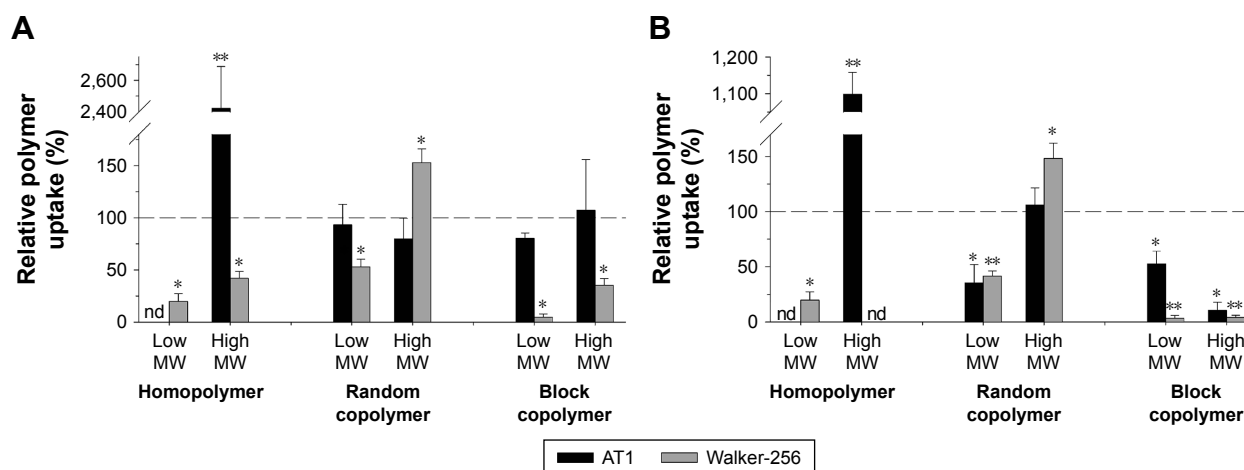 A
Relative polymer
uptake (%)
2,600
2,400
150
100
50
0
**
*
*
*
*
*
*
nd
Low
MW
High
MW
Low
MW
High
MW
Low
MW
High
MW
Homopolymer
Random
copolymer
Block
copolymer
B
Relative polymer
uptake (%)
1,200
1,100
150
100
50
0
**
*
*
*
**
*
**
*
**
nd
nd
Low
MW
High
MW
Low
MW
High
MW
Low
MW
High
MW
Homopolymer
Random
copolymer
Block
copolymer
AT1
Walker-256